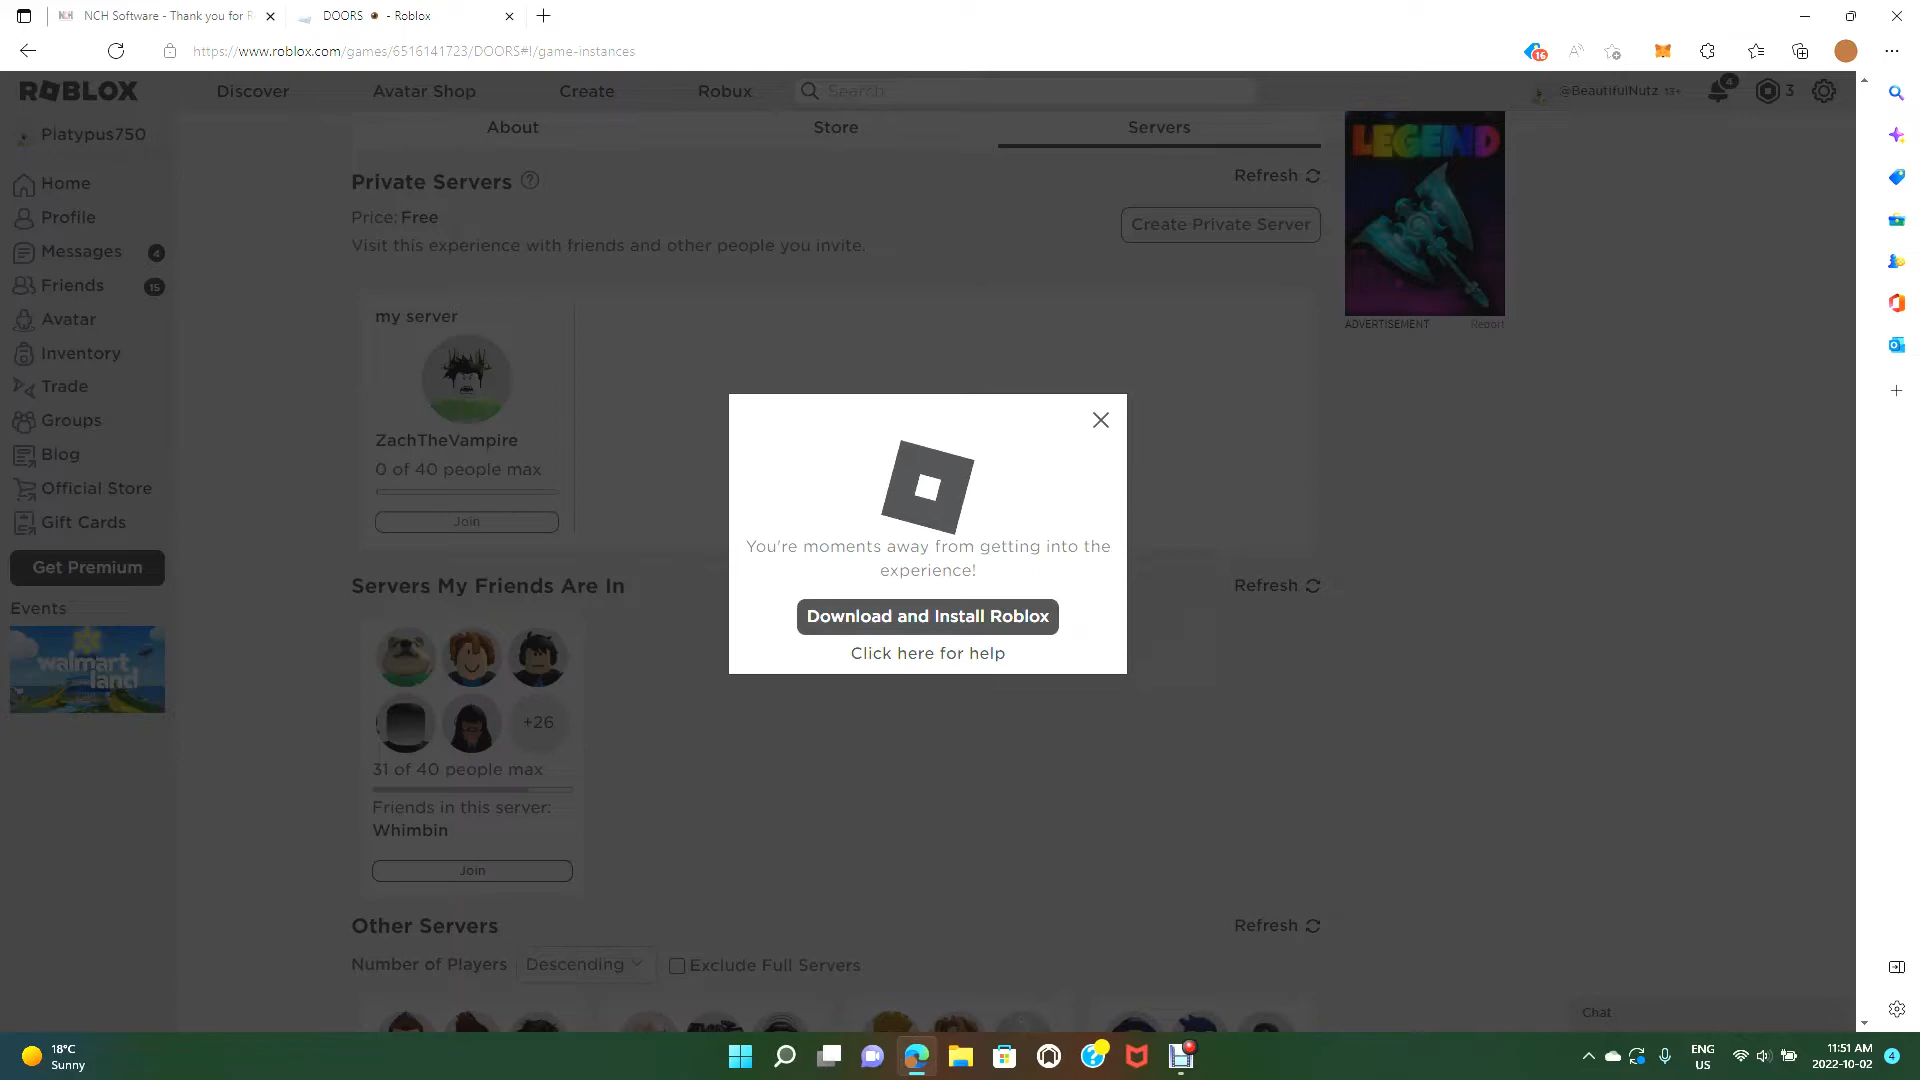 NCH Software - Thank you for R
DOORS - Roblox
https://www.roblox.com/games/6516141723/DOORS#!/game-instances
16
ROBLOX
Discover
Avatar Shop
Create
Robux
Search
@BeautifulNutz 13+
4
3
Platypus750
About
Store
Servers
Home
Profile
Messages
4
Friends
15
Avatar
Inventory
Trade
Groups
Blog
Official Store
Gift Cards
Get Premium
Events
walmart
land
Private Servers ?
Refresh
Price: Free
Visit this experience with friends and other people you invite.
Create Private Server
LEGEND
ADVERTISEMENT
Report
my server
ZachTheVampire
0 of 40 people max
Join
You're moments away from getting into the
experience!
Download and Install Roblox
Click here for help
Servers My Friends Are In
Refresh
+26
31 of 40 people max
Friends in this server:
Whimbin
Join
Other Servers
Refresh
Number of Players
Descending
Exclude Full Servers
Chat
18°C
Sunny
ENG
US
11:51 AM
2022-10-02
4